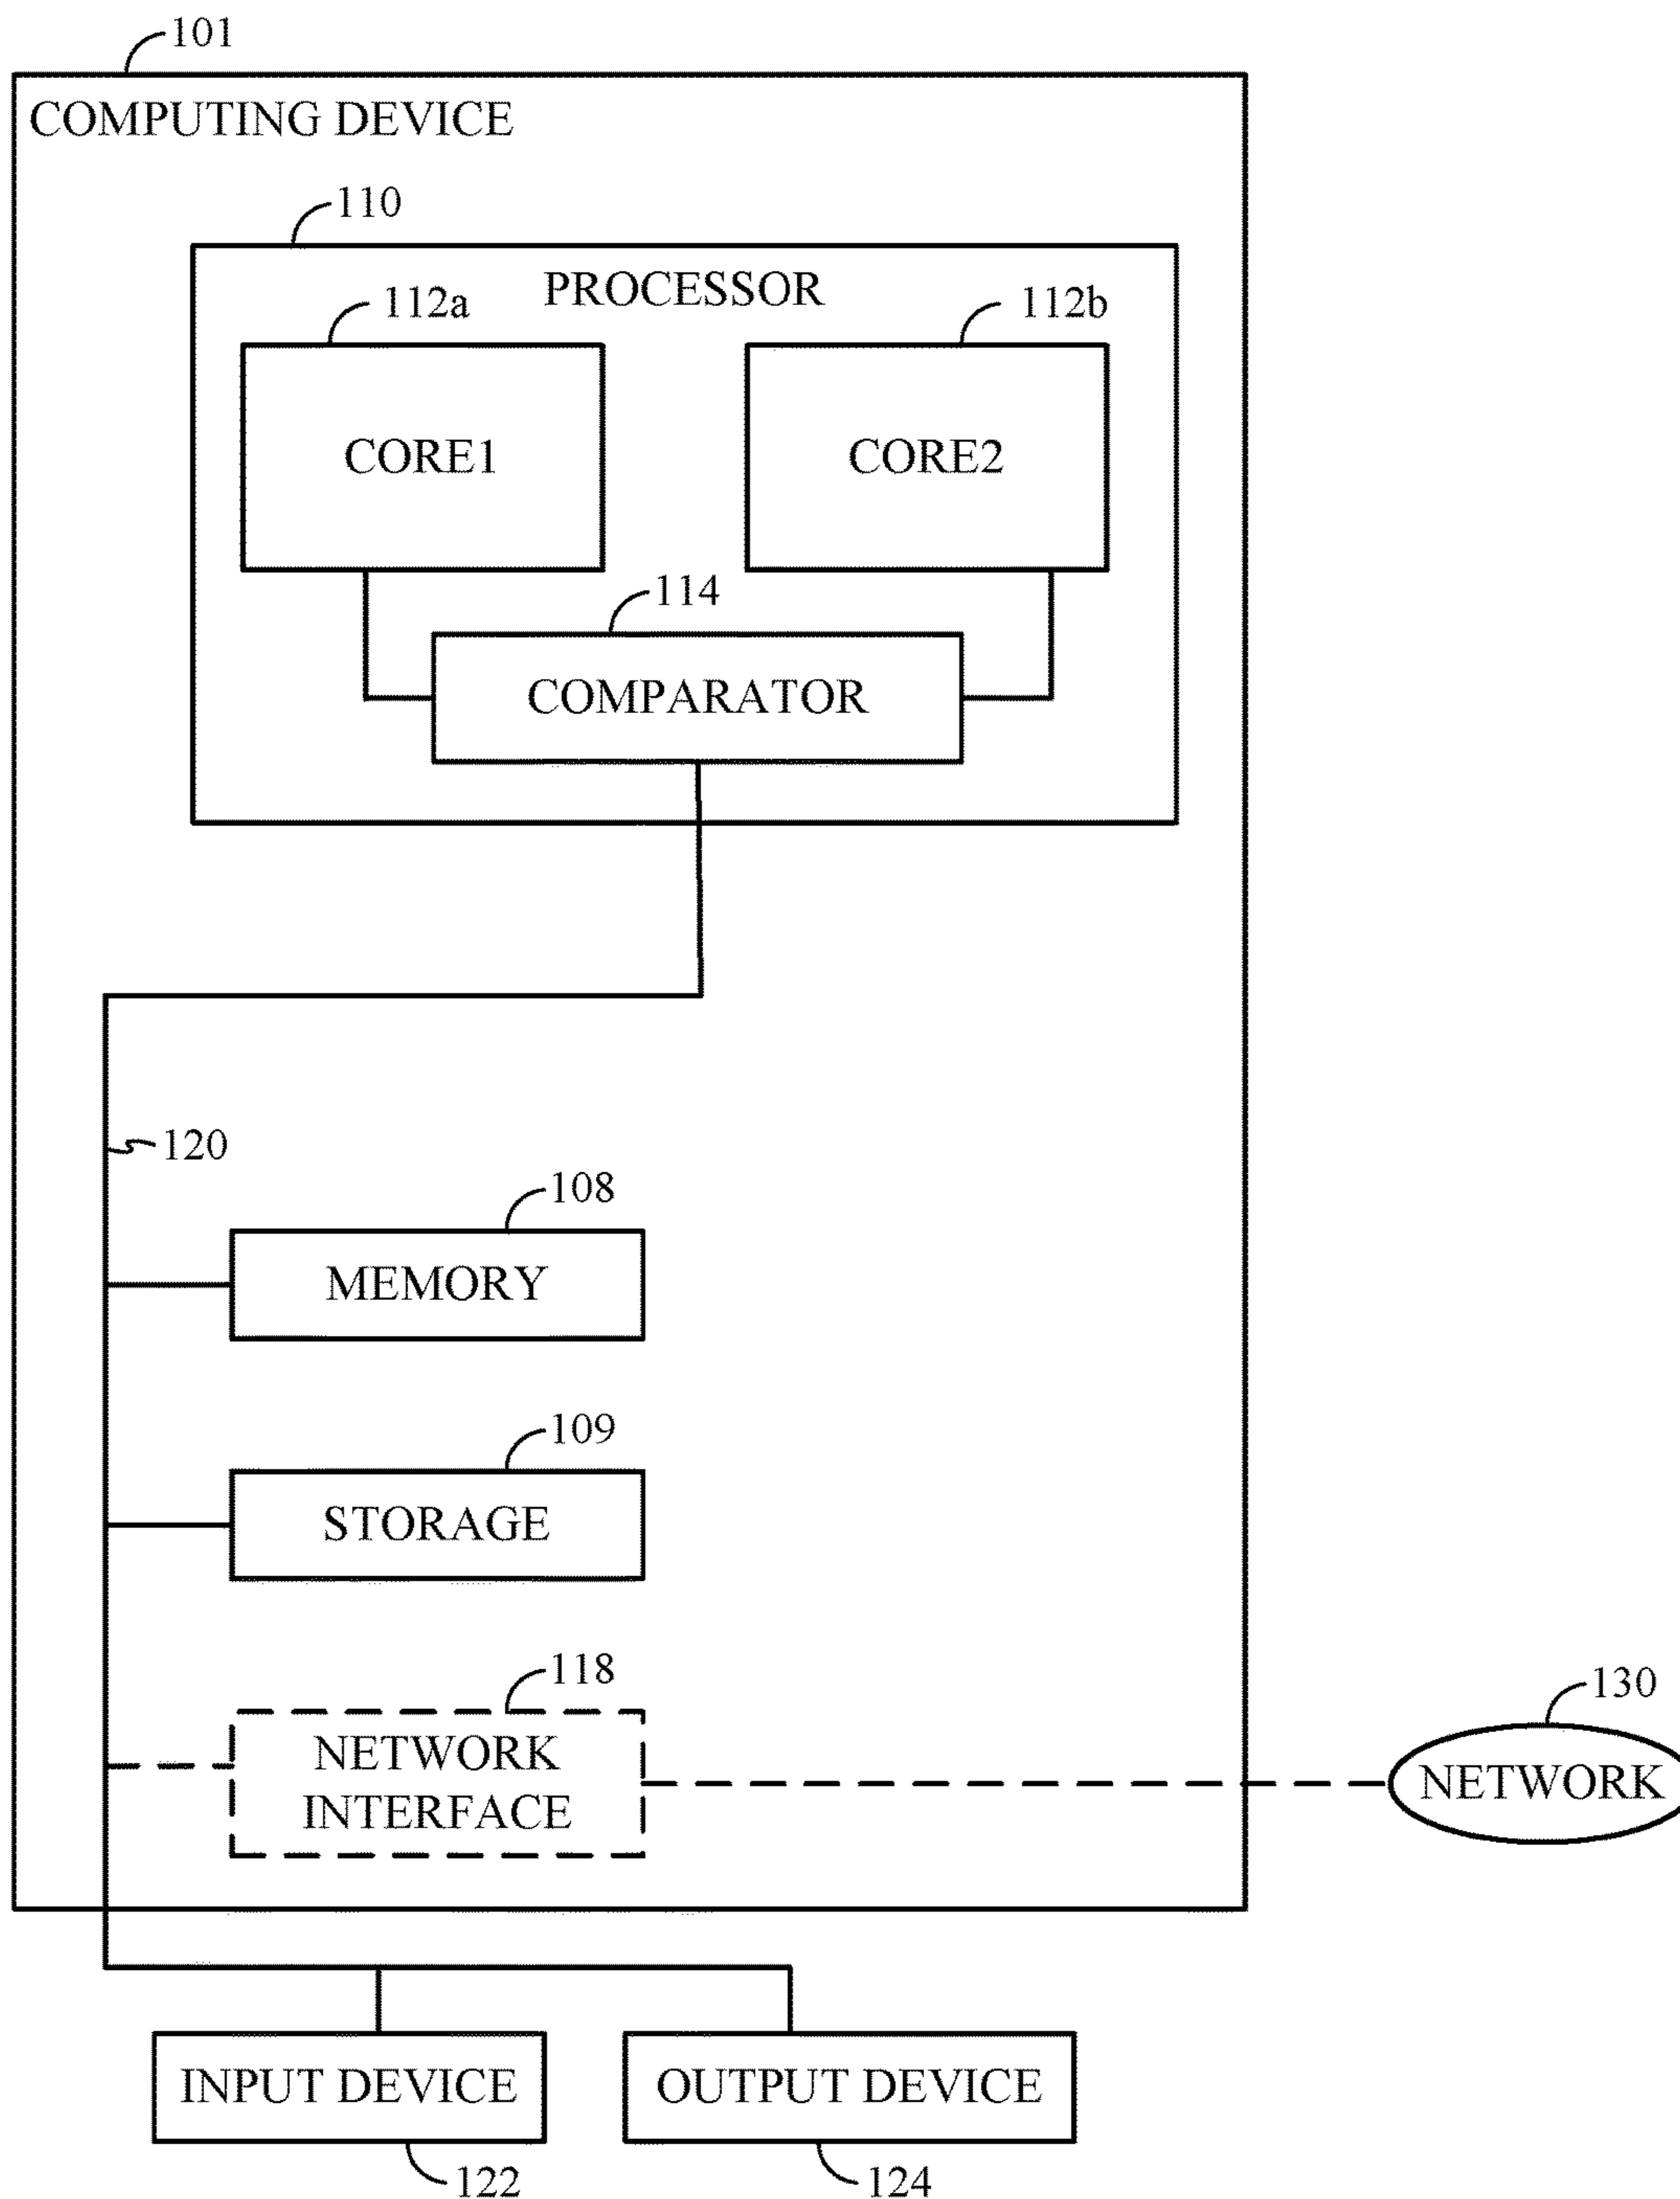 101
COMPUTING DEVICE
110
PROCESSOR
112a
112b
CORE1
CORE2
114
COMPARATOR
120
108
MEMORY
109
STORAGE
118
NETWORK
INTERFACE
130
NETWORK
INPUT DEVICE
OUTPUT DEVICE
122
124